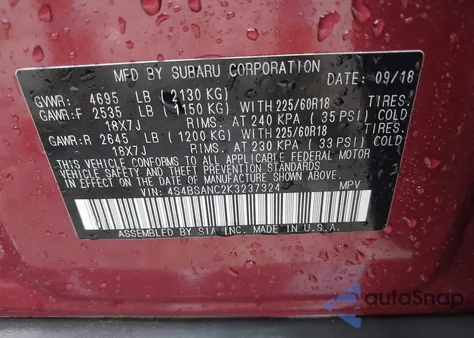 MFD BY SUBARU CORPORATION DATE: 09/18
GVWR: 4695 LB (2130 KG)
GAWR:F 2535 LB (1150 KG) WITH 225/60R18 TIRES.
18X7J RIMS. AT 240 KPA ( 35 PSI) COLD
GAWR:R 2645 LB (1200 KG) WITH 225/60R18 TIRES.
18X7J RIMS. AT 230 KPA ( 33 PSI) COLD
THIS VEHICLE CONFORMS TO ALL APPLICABLE FEDERAL MOTOR
VEHICLE SAFETY AND THEFT PREVENTION STANDARDS IN EFFECT ON THE
DATE OF MANUFACTURE SHOWN ABOVE.
VIN: 4S4BSANC2K3237324 MPV
ASSEMBLED BY SIA INC. MADE IN U.S.A.
autoSnap